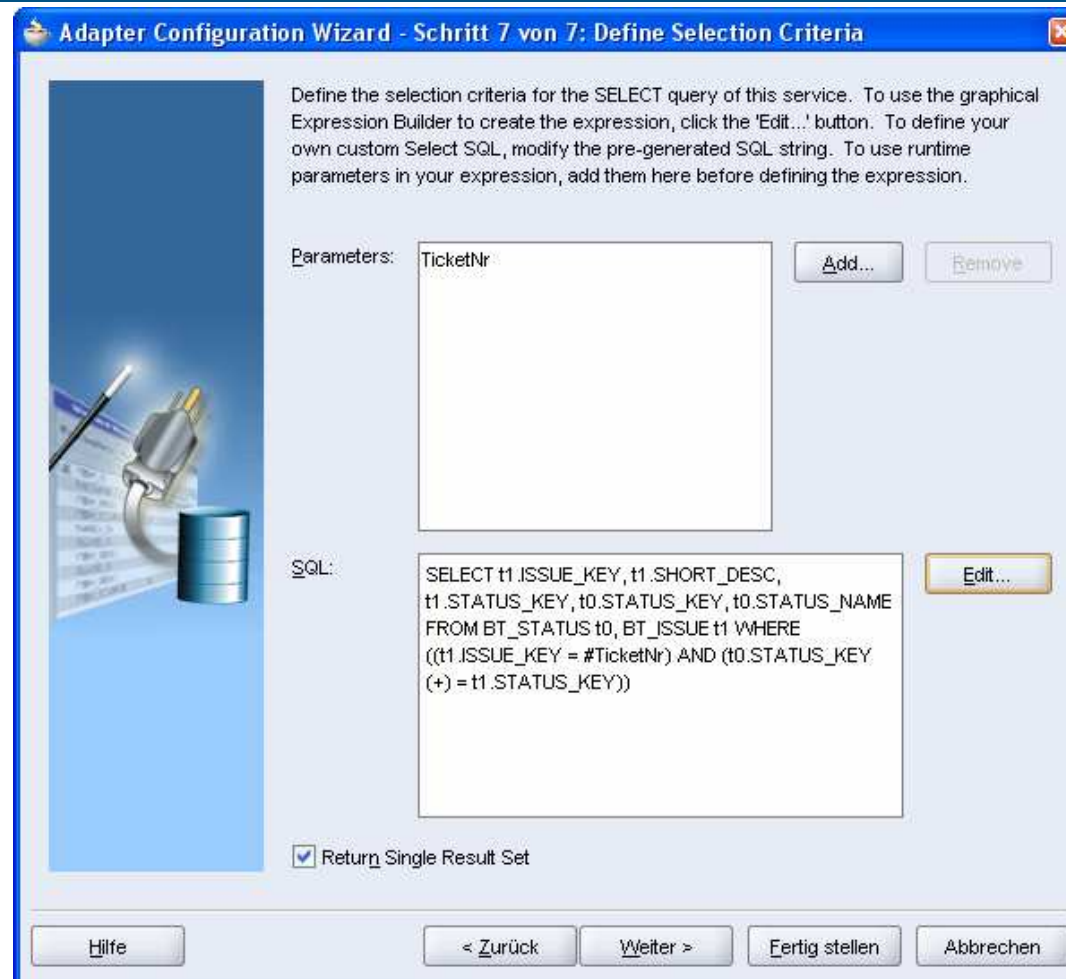 Adapter Configuration Wizard - Schritt 7 von 7: Define Selection Criteria
Define the selection criteria for the SELECT query of this service. To use the graphical
Expression Builder to create the expression, click the 'Edit...' button. To define your
own custom Select SQL, modify the pre-generated SQL string. To use runtime
parameters in your expression, add them here before defining the expression.
Parameters:
TicketNr
Add...
Remove
SQL:
SELECT t1.ISSUE_KEY, t1.SHORT_DESC,
t1.STATUS_KEY, t0.STATUS_KEY, t0.STATUS_NAME
FROM BT_STATUS t0, BT_ISSUE t1 WHERE
((t1.ISSUE_KEY = #TicketNr) AND (t0.STATUS_KEY
(+) = t1.STATUS_KEY))
Edit...
Return Single Result Set
Hilfe
< Zurück
Weiter >
Fertig stellen
Abbrechen